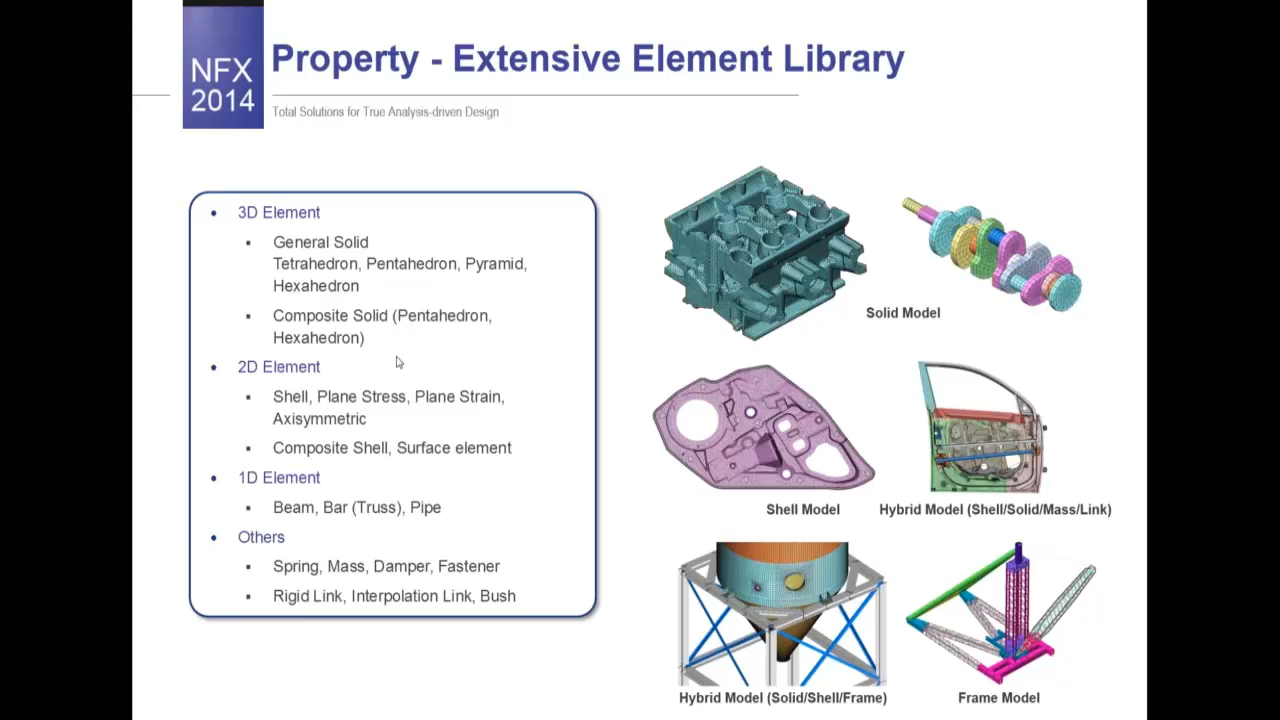 NFX
2014
Property - Extensive Element Library
Total Solutions for True Analysis-driven Design
• 3D Element
▪ General Solid
Tetrahedron, Pentahedron, Pyramid,
Hexahedron
▪ Composite Solid (Pentahedron,
Hexahedron)
• 2D Element
▪ Shell, Plane Stress, Plane Strain,
Axisymmetric
▪ Composite Shell, Surface element
• 1D Element
▪ Beam, Bar (Truss), Pipe
• Others
▪ Spring, Mass, Damper, Fastener
▪ Rigid Link, Interpolation Link, Bush
Solid Model
Shell Model
Hybrid Model (Shell/Solid/Mass/Link)
Hybrid Model (Solid/Shell/Frame)
Frame Model